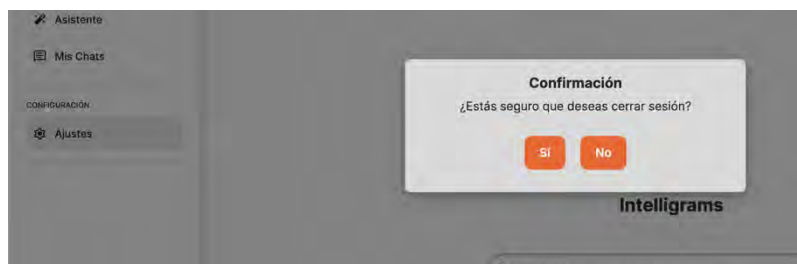 Asistente
Mis Chats
CONFIGURACIÓN
Ajustes
Confirmación
¿Estás seguro que deseas cerrar sesión?
Sí
No
Intelligrams